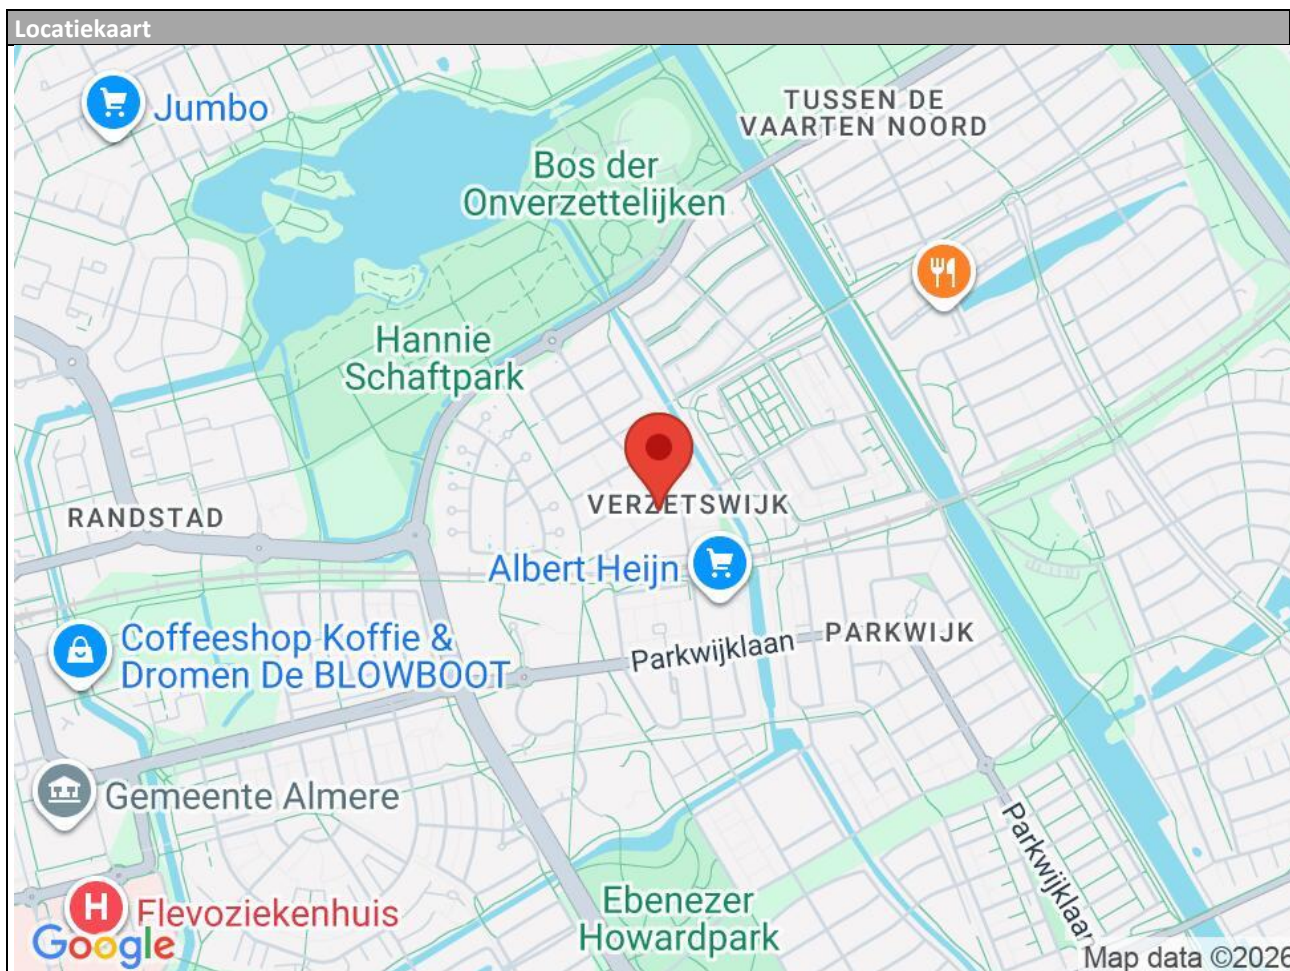 Locatiekaart
Jumbo
TUSSEN DE
VAARTEN NOORD
Bos der
Onverzettelijken
Hannie
Schaftpark
RANDSTAD
VERZETSWIJK
Albert Heijn
Coffeeshop Koffie &
Dromen De BLOWBOOT
Parkwijklaan
PARKWIJK
Gemeente Almere
Parkwijklaan
H
Flevoziekenhuis
Ebenezer
Howardpark
Google
Map data ©2026